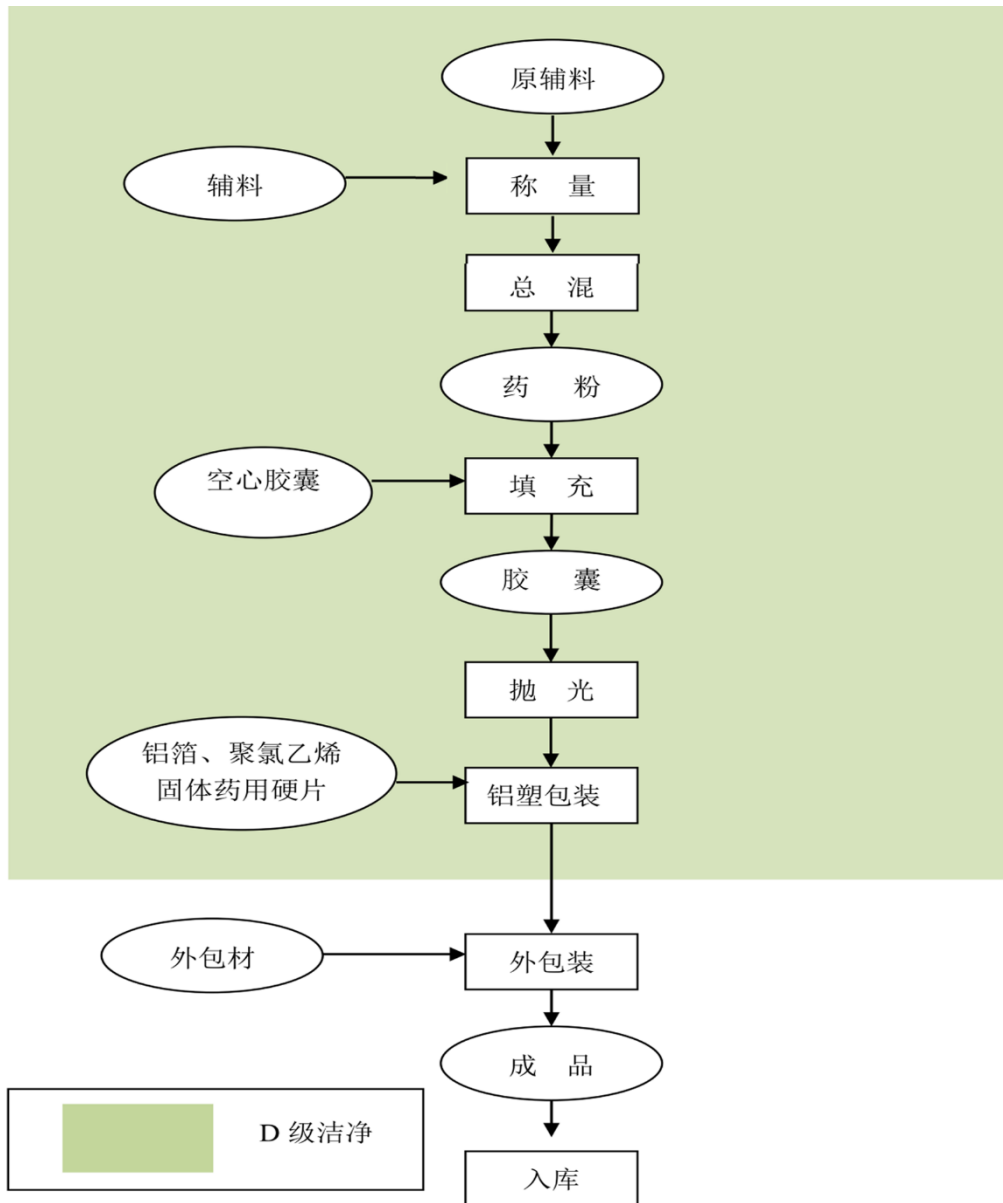 原辅料
辅料
称 量
总 混
药 粉
空心胶囊
填 充
胶 囊
抛 光
铝箔、聚氯乙烯
固体药用硬片
铝塑包装
外包材
外包装
成 品
D 级洁净
入库